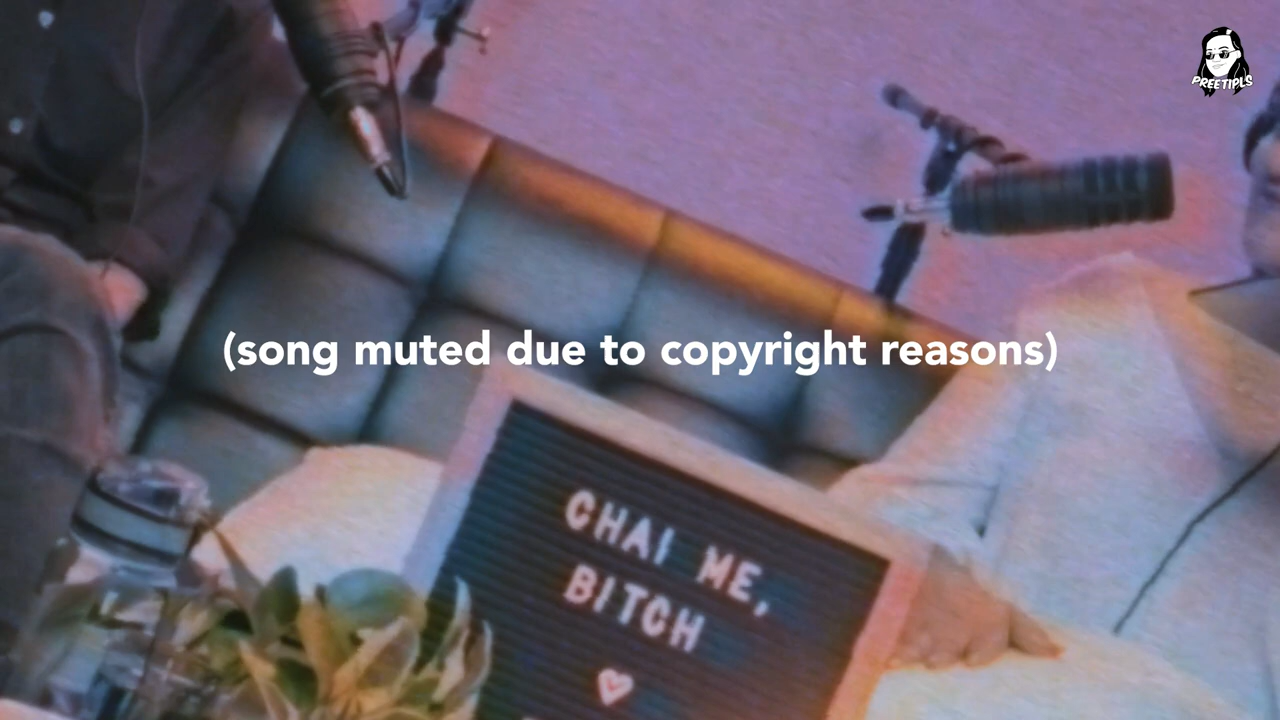 PREETIPLS
(song muted due to copyright reasons)
CHAI ME,
BITCH
♥